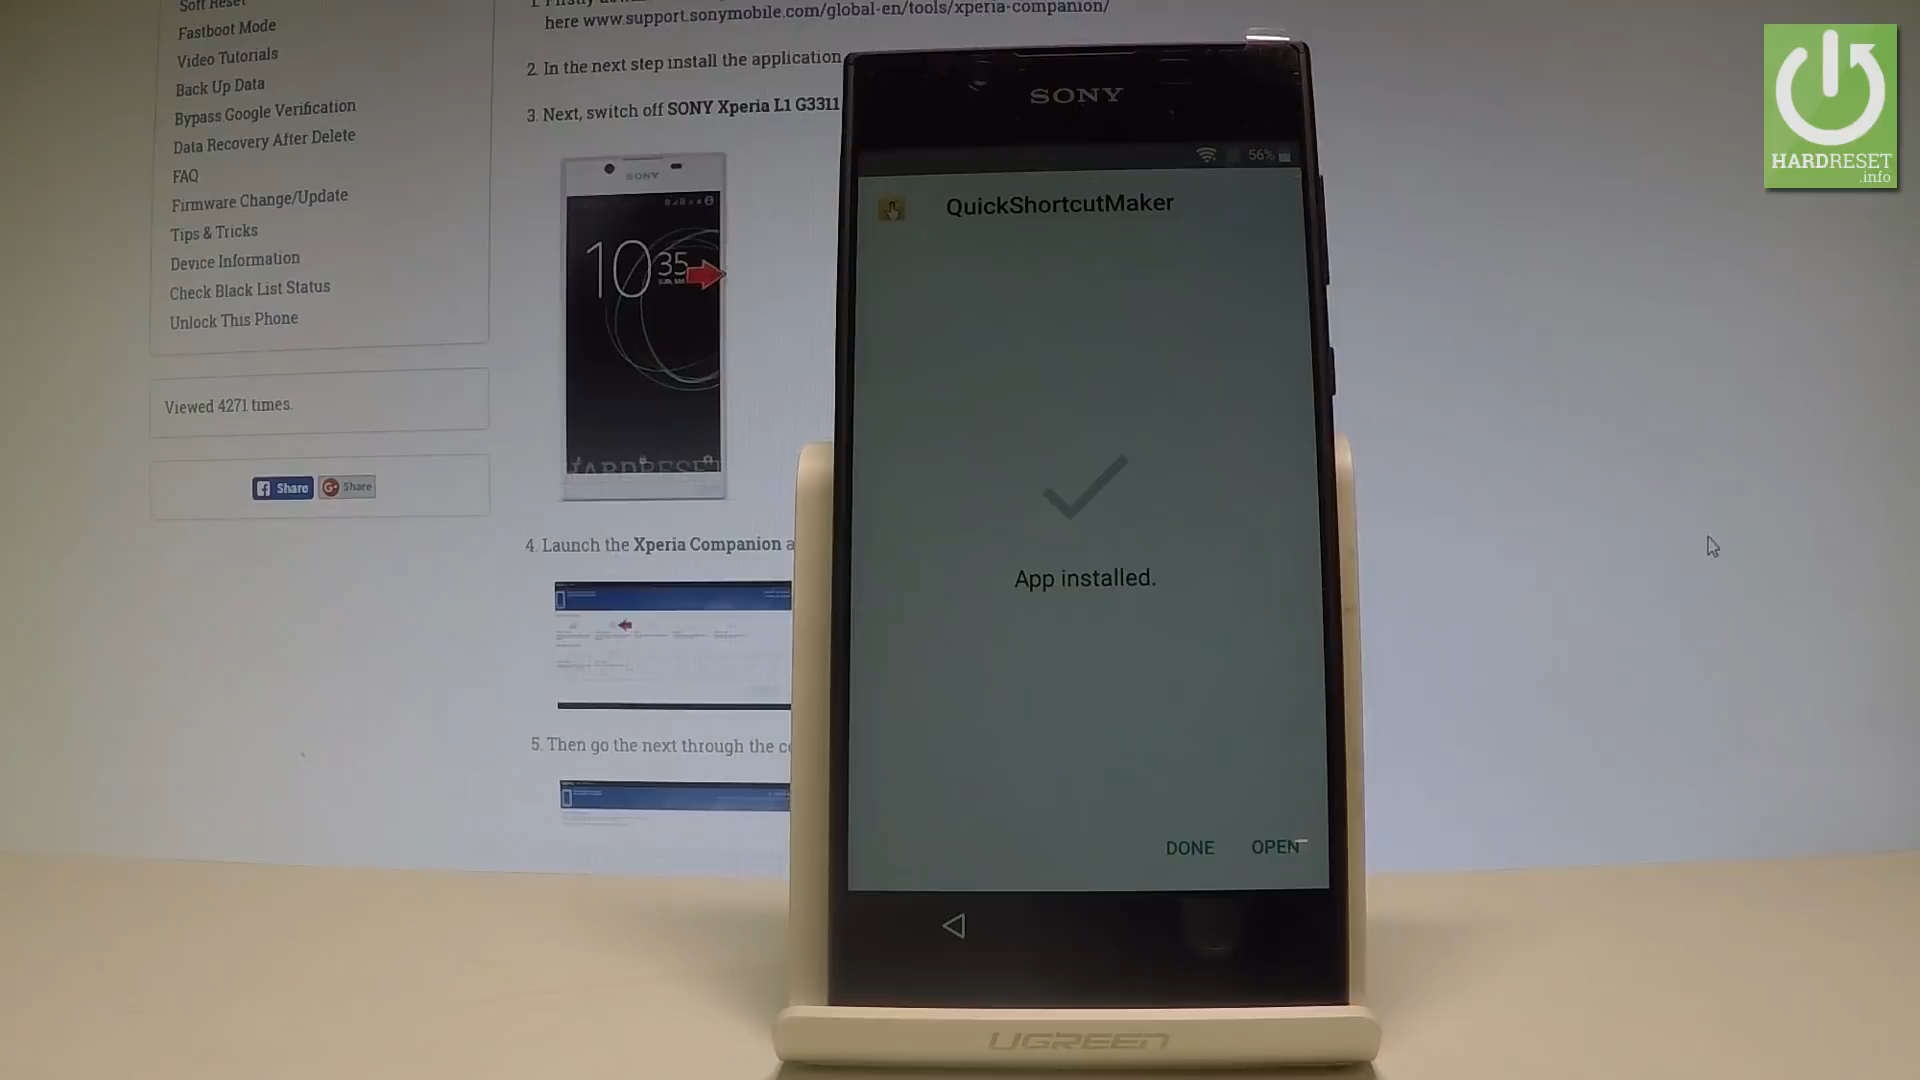 Soft Reset
Fastboot Mode
Video Tutorials
Back Up Data
Bypass Google Verification
Data Recovery After Delete
FAQ
Firmware Change/Update
Tips & Tricks
Device Information
Check Black List Status
Unlock This Phone
Viewed 4271 times.
Share
G+ Share
here www.support.sonymobile.com/global-en/tools/xperia-companion/
2. In the next step install the application
3. Next, switch off SONY Xperia L1 G3311
SONY
10 35
HARDRESET
4. Launch the Xperia Companion a
5. Then go the next through the c
SONY
56%
QuickShortcutMaker
App installed.
DONE OPEN
UGREEN
HARDRESET
.info